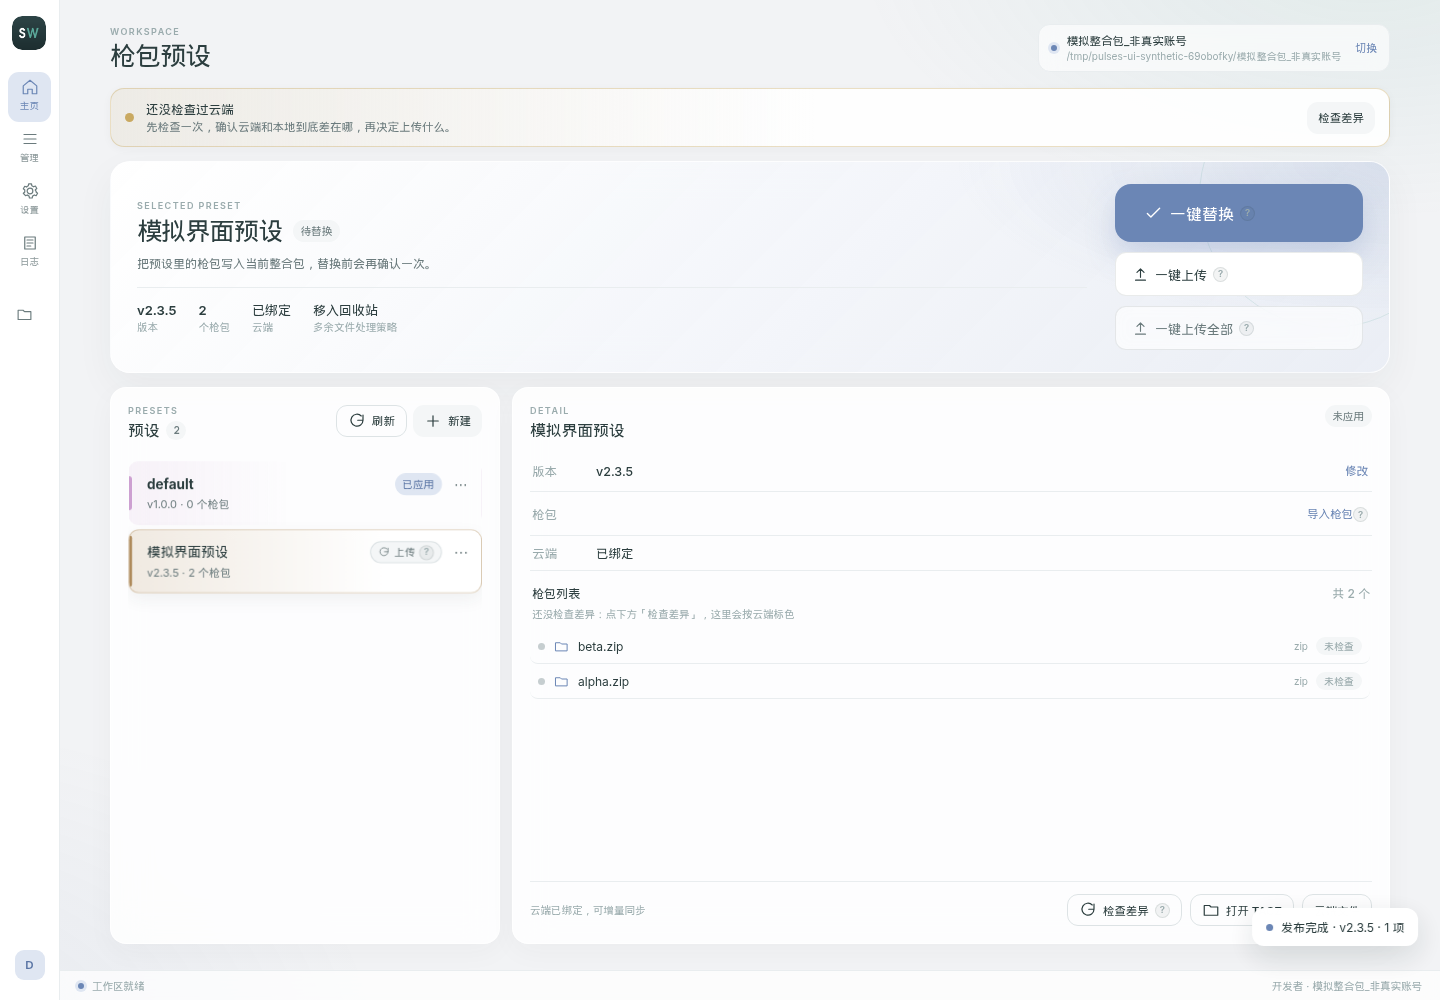 SW
主页
管理
设置
日志
D
WORKSPACE
枪包预设
模拟整合包_非真实账号
/tmp/pulses-ui-synthetic-69obofky/模拟整合包_非真实账号
切换
还没检查过云端
先检查一次，确认云端和本地到底差在哪，再决定上传什么。
检查差异
SELECTED PRESET
模拟界面预设 待替换
把预设里的枪包写入当前整合包，替换前会再确认一次。
v2.3.5 2 已绑定 移入回收站
版本 个枪包 云端 多余文件处理策略
一键替换 ?
一键上传 ?
一键上传全部 ?
PRESETS
预设 2
刷新 新建
default 已应用 ...
v1.0.0 · 0 个枪包
模拟界面预设 上传 ? ...
v2.3.5 · 2 个枪包
DETAIL
模拟界面预设
未应用
版本 v2.3.5 修改
枪包 导入枪包 ?
云端 已绑定
枪包列表 共 2 个
还没检查差异：点下方「检查差异」，这里会按云端标色
beta.zip zip 未检查
alpha.zip zip 未检查
云端已绑定，可增量同步
检查差异 ? 打开
发布完成 · v2.3.5 · 1 项
工作区就绪
开发者 · 模拟整合包_非真实账号